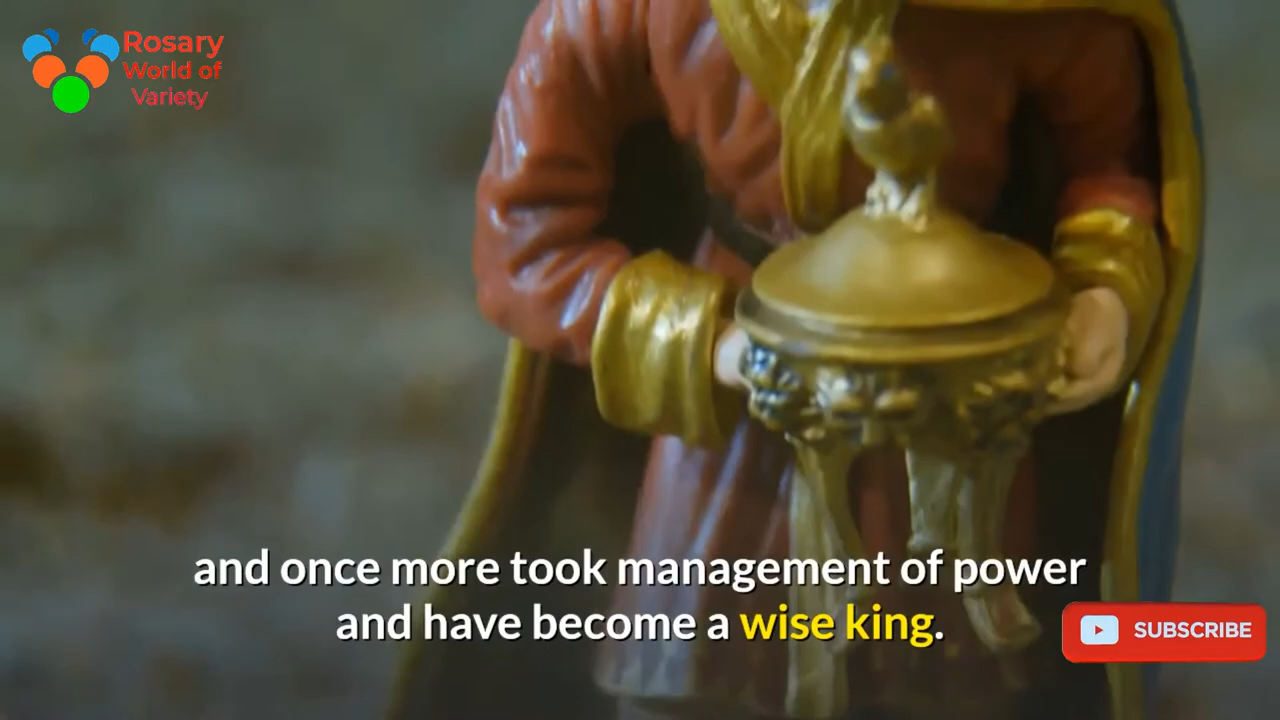 Rosary
World of
Variety
and once more took management of power
and have become a wise king.
SUBSCRIBE